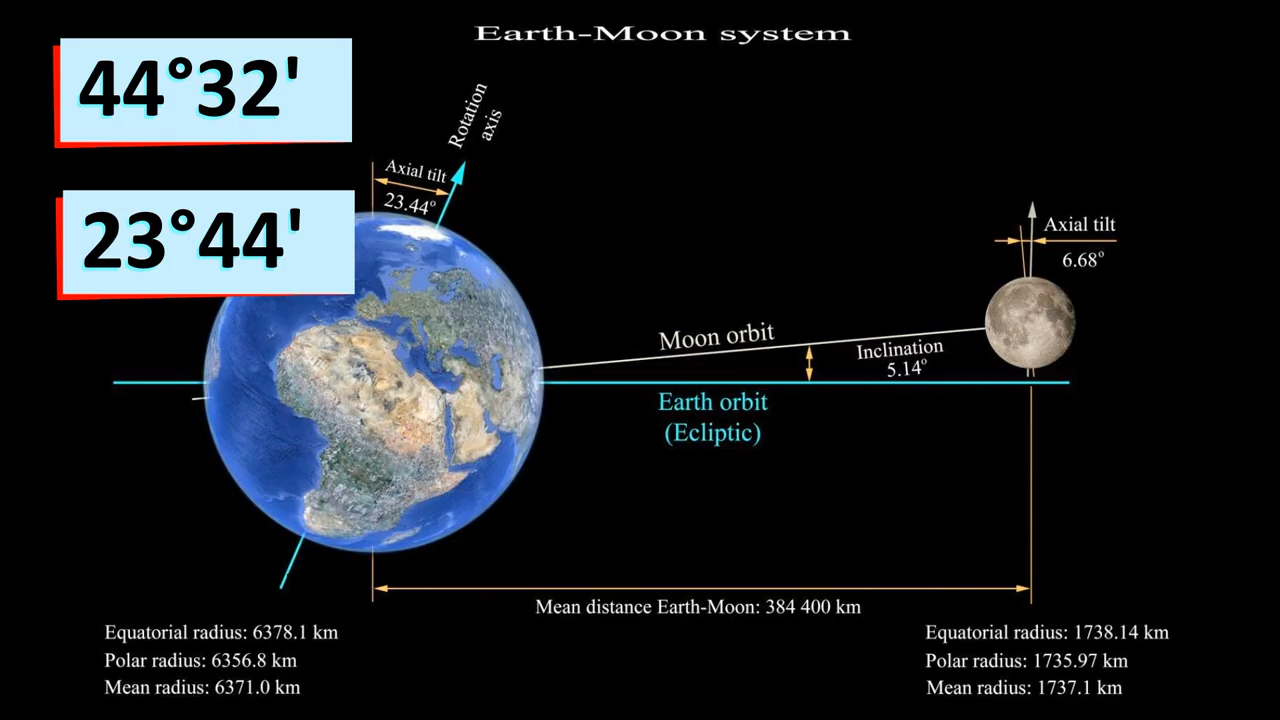 Earth-Moon system
44°32'
23°44'
Rotation
axis
Axial tilt
23.44°
Axial tilt
6.68°
Moon orbit
Inclination
5.14°
Earth orbit
(Ecliptic)
Mean distance Earth-Moon: 384 400 km
Equatorial radius: 6378.1 km
Polar radius: 6356.8 km
Mean radius: 6371.0 km
Equatorial radius: 1738.14 km
Polar radius: 1735.97 km
Mean radius: 1737.1 km